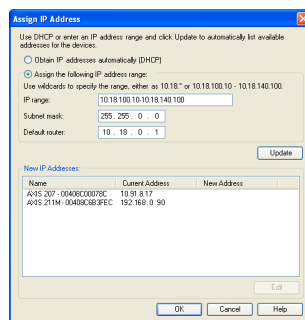 Assign IP Address
Use DHCP or enter an IP address range and click Update to automatically list available
addresses for the devices.
Obtain IP addresses automatically (DHCP)
Assign the following IP address range:
Use wildcards to specify the range, either as 10.18.* or 10.18.100.10 - 10.18.140.100.
IP range: 10.18.100.10-10.18.140.100
Subnet mask: 255 . 255 . 0 . 0
Default router: 10 . 18 . 0 . 1
Update
New IP Addresses:
Name Current Address New Address
AXIS 207 - 00408C00078C 10.91.8.17
AXIS 211M - 00408C6B3FEC 192.168.0.90
Edit
OK Cancel Help